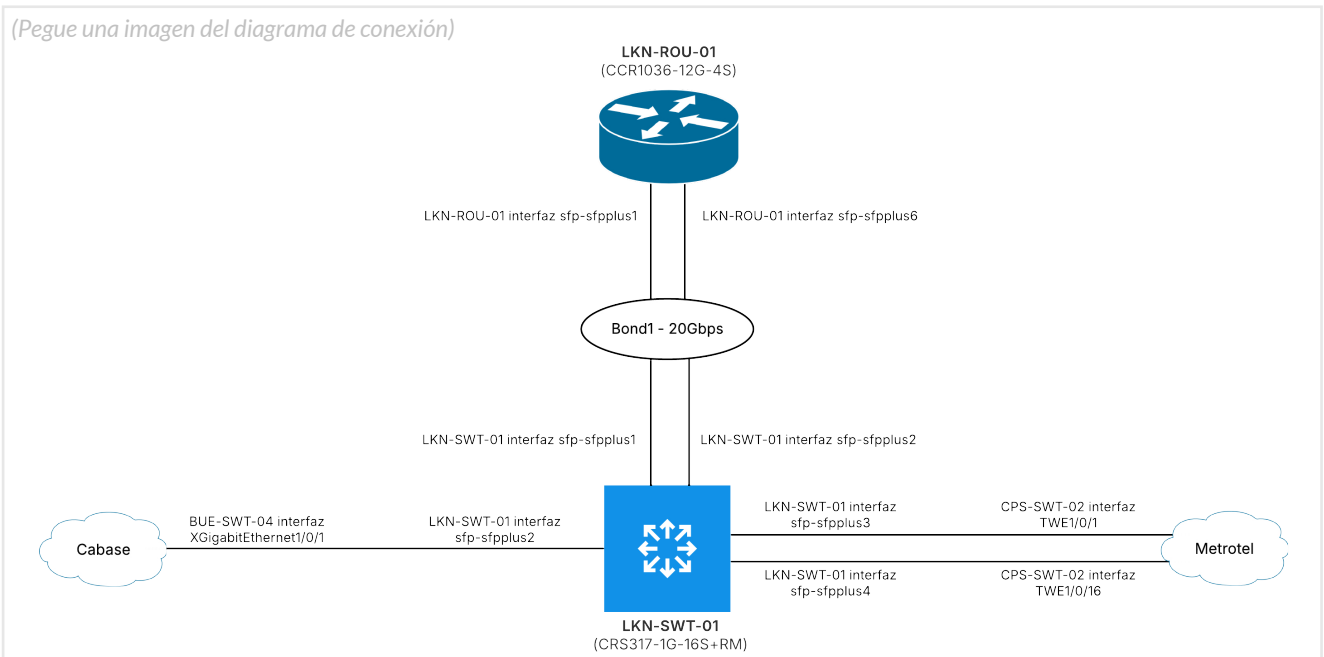 (Pegue una imagen del diagrama de conexión)
LKN-ROU-01
(CCR1036-12G-4S)
LKN-ROU-01 interfaz sfp-sfpplus1
LKN-ROU-01 interfaz sfp-sfpplus6
Bond1 - 20Gbps
LKN-SWT-01 interfaz sfp-sfpplus1
LKN-SWT-01 interfaz sfp-sfpplus2
Cabase
BUE-SWT-04 interfaz
XGigabitEthernet1/0/1
LKN-SWT-01 interfaz
sfp-sfpplus2
LKN-SWT-01 interfaz
sfp-sfpplus3
CPS-SWT-02 interfaz
TWE1/0/1
Metrotel
LKN-SWT-01 interfaz
sfp-sfpplus4
CPS-SWT-02 interfaz
TWE1/0/16
LKN-SWT-01
(CRS317-1G-16S+RM)